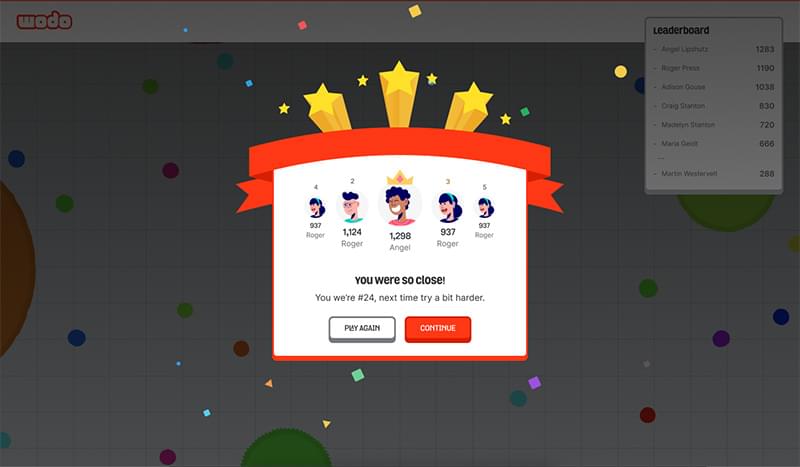 wodo
Leaderboard
- Angel Lipshutz 1283
- Roger Press 1190
- Adison Gouse 1038
- Craig Stanton 830
- Madelyn Stanton 720
- Maria Geidt 666
...
- Martin Westervelt 288
4 2 3 5
937 1,124 1,298 937 937
Roger Roger Angel Roger Roger
You were so close!
You we're #24, next time try a bit harder.
PLAY AGAIN CONTINUE